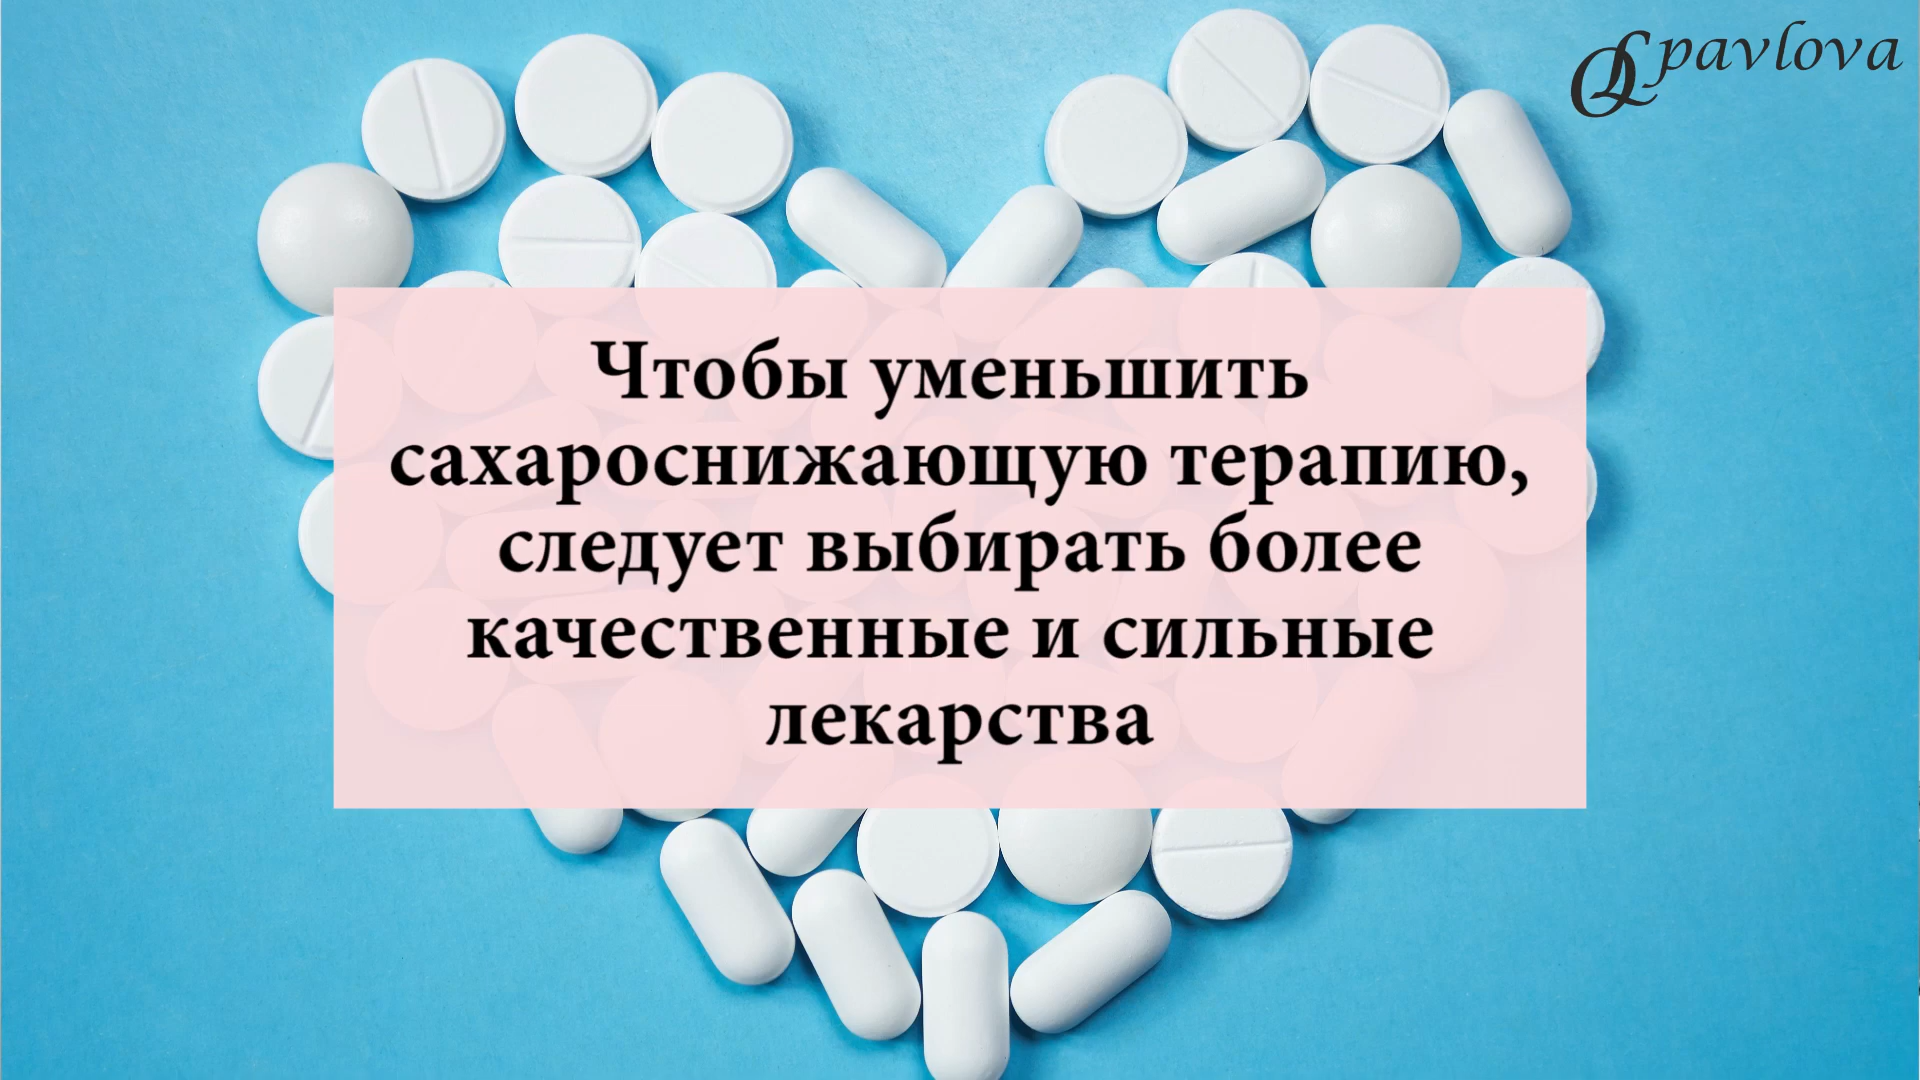 pavlova
Чтобы уменьшить
сахароснижающую терапию,
следует выбирать более
качественные и сильные
лекарства